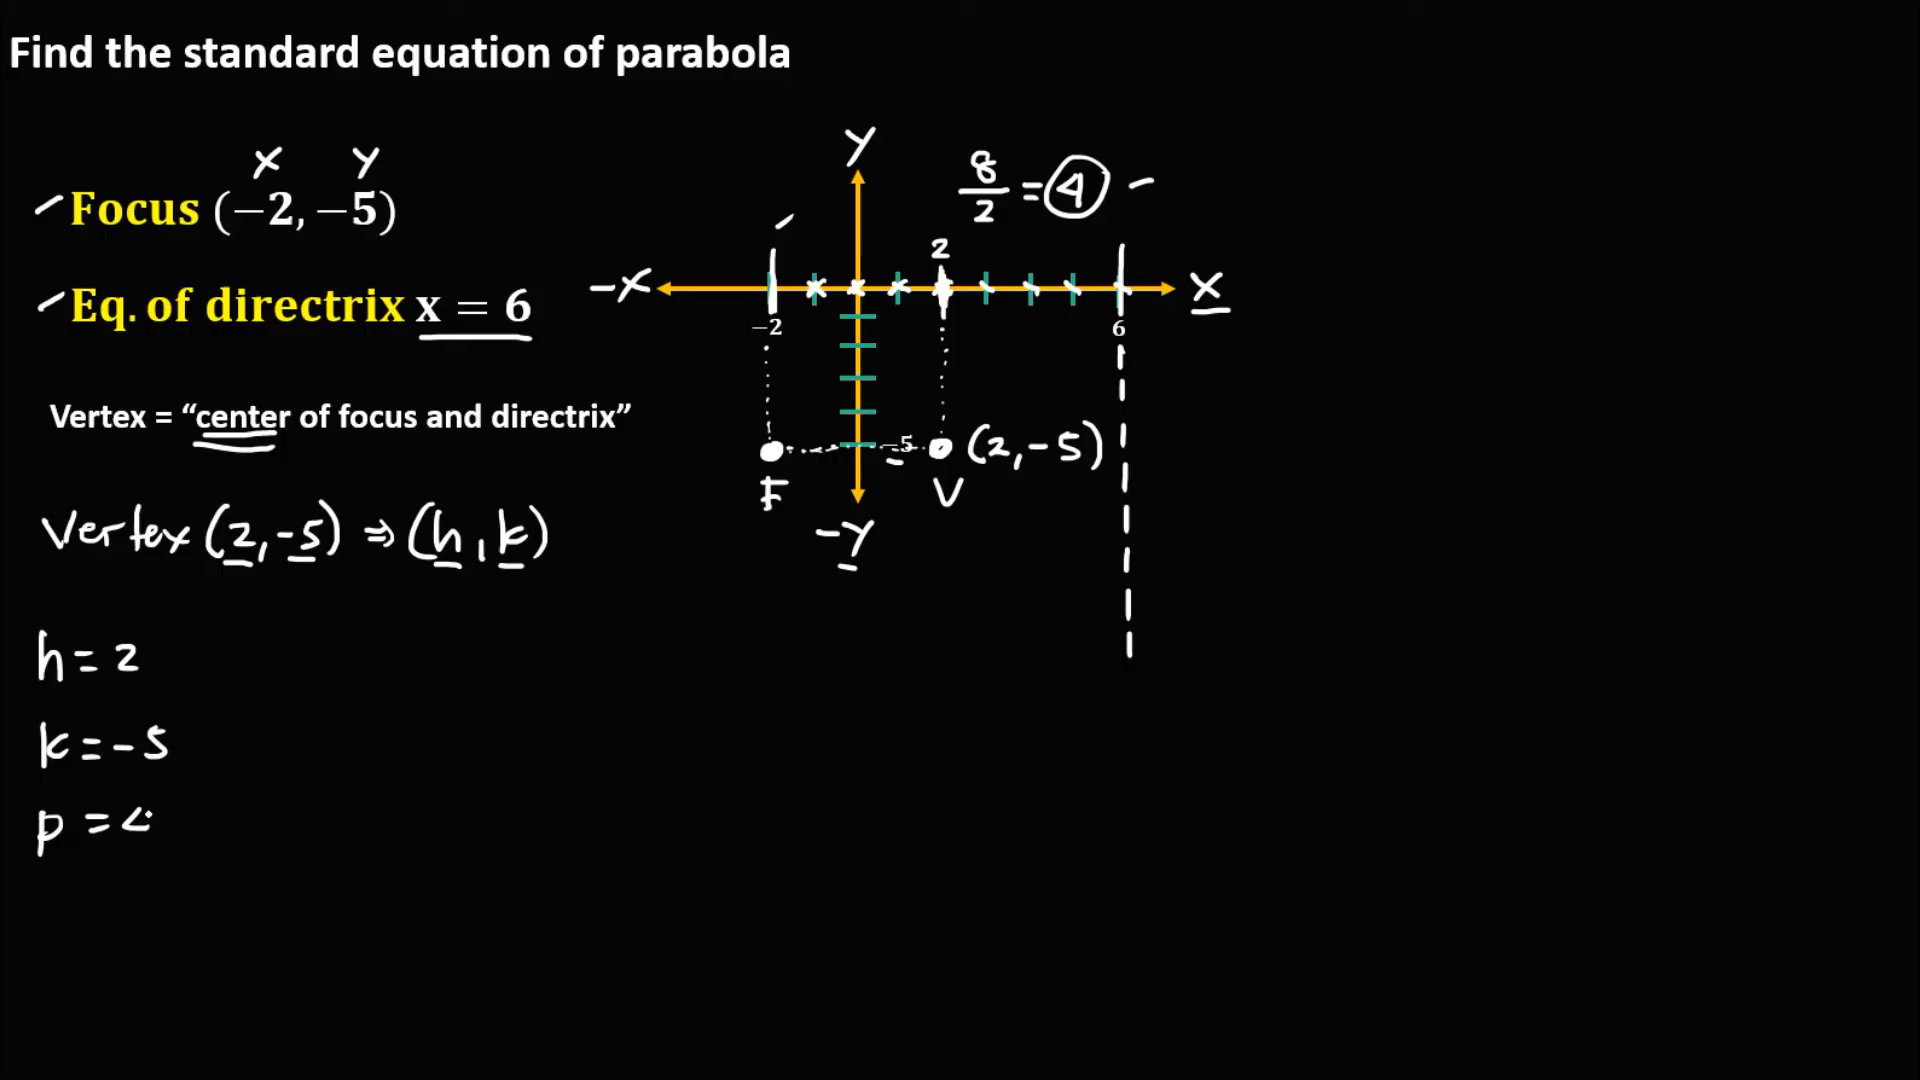 Find the standard equation of parabola
x y
Focus (−2, −5)
Eq. of directrix x = 6
Vertex = “center of focus and directrix”
Vertex (2, -5) ⇒ (h, k)
h = 2
k = -5
p = 4
y
8/2 = 4
2
-x x
−2 6
−5 (2, -5)
F V
-y